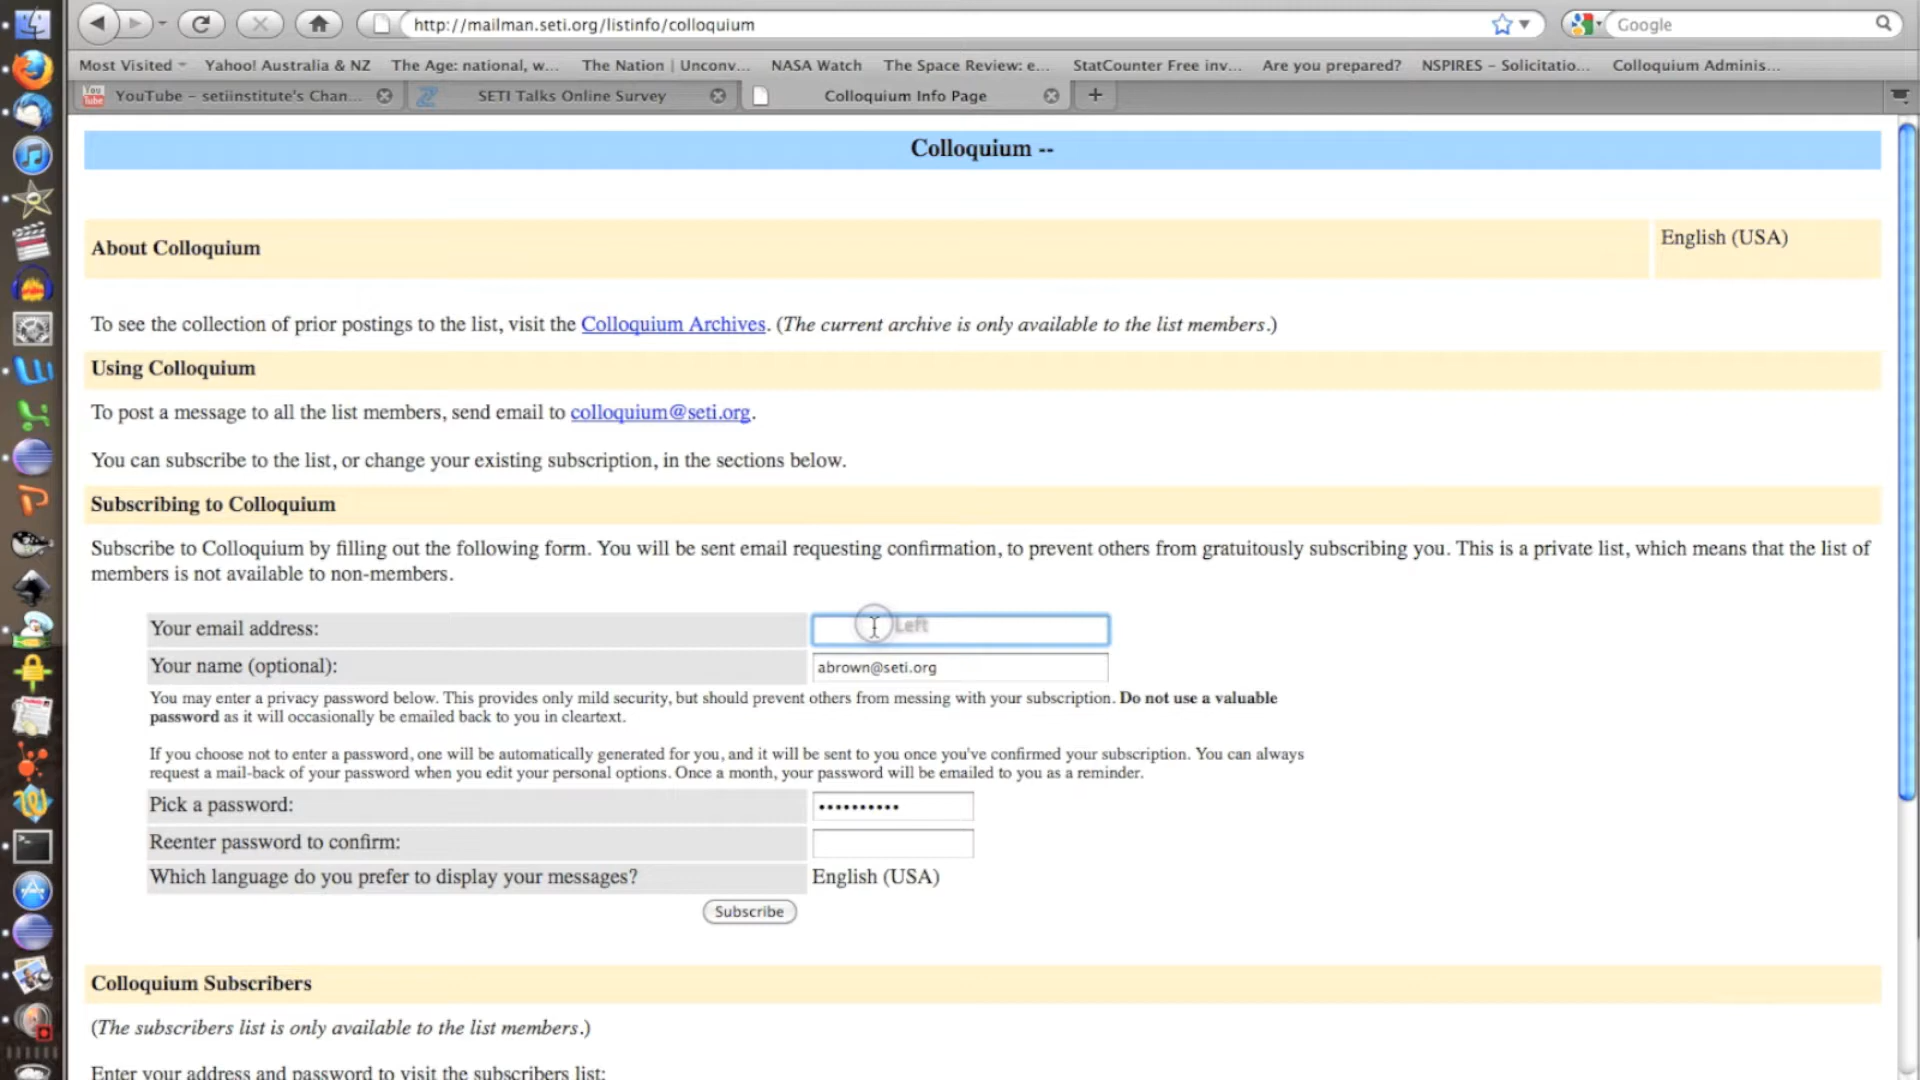 http://mailman.seti.org/listinfo/colloquium
Google
Most Visited
Yahoo! Australia & NZ
The Age: national, w...
The Nation | Unconv...
NASA Watch
The Space Review: e...
StatCounter Free inv...
Are you prepared?
NSPIRES – Solicitatio...
Colloquium Adminis...
You Tube
YouTube – setiinstitute's Chan...
SETI Talks Online Survey
Colloquium Info Page
Colloquium --
About Colloquium
English (USA)
To see the collection of prior postings to the list, visit the Colloquium Archives. (The current archive is only available to the list members.)
Using Colloquium
To post a message to all the list members, send email to colloquium@seti.org.
You can subscribe to the list, or change your existing subscription, in the sections below.
Subscribing to Colloquium
Subscribe to Colloquium by filling out the following form. You will be sent email requesting confirmation, to prevent others from gratuitously subscribing you. This is a private list, which means that the list of
members is not available to non-members.
Your email address:
Left
Your name (optional):
abrown@seti.org
You may enter a privacy password below. This provides only mild security, but should prevent others from messing with your subscription. Do not use a valuable
password as it will occasionally be emailed back to you in cleartext.
If you choose not to enter a password, one will be automatically generated for you, and it will be sent to you once you've confirmed your subscription. You can always
request a mail-back of your password when you edit your personal options. Once a month, your password will be emailed to you as a reminder.
Pick a password:
••••••••••
Reenter password to confirm:
Which language do you prefer to display your messages?
English (USA)
Subscribe
Colloquium Subscribers
(The subscribers list is only available to the list members.)
Enter your address and password to visit the subscribers list: